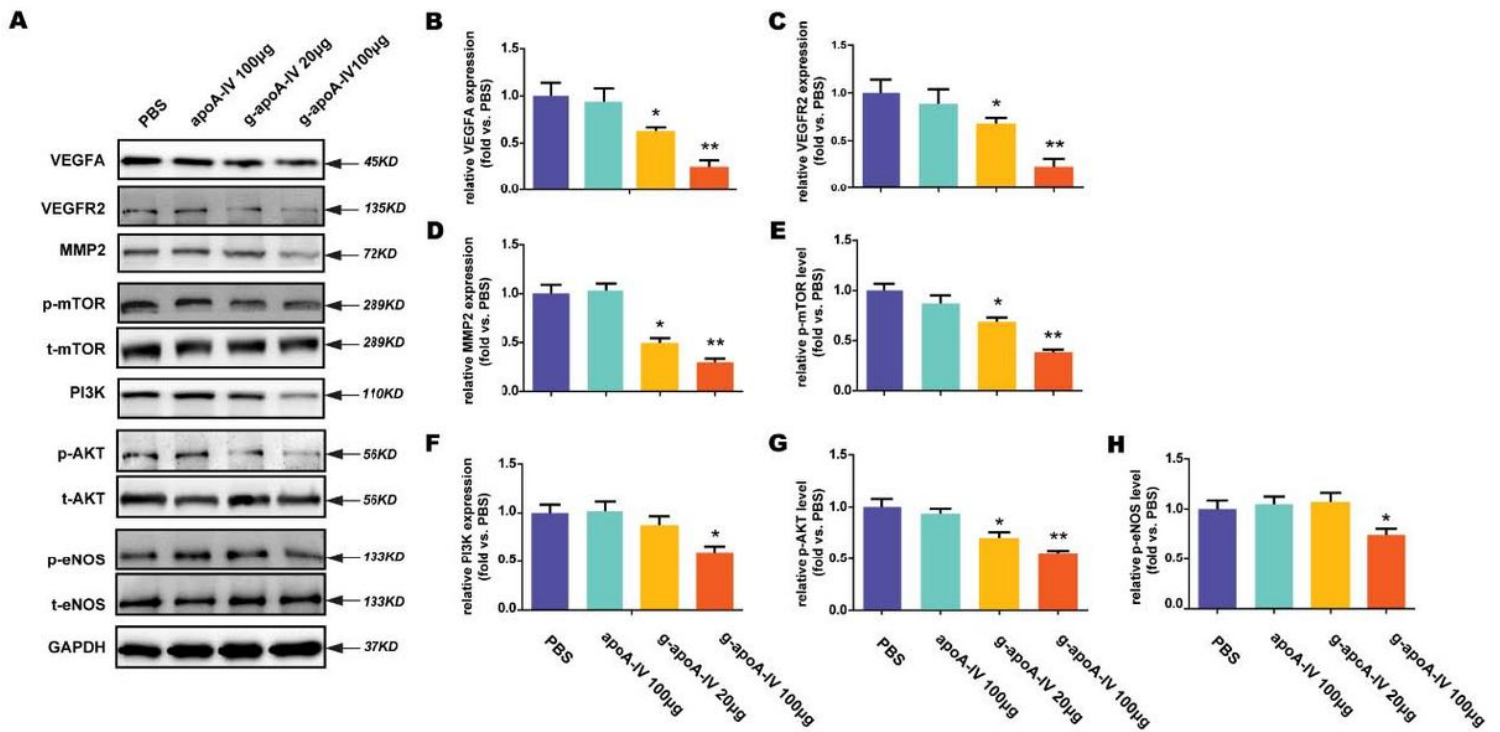 A
PBS
apoA-IV 100μg
g-apoA-IV 20μg
g-apoA-IV100μg
VEGFA
45KD
VEGFR2
135KD
MMP2
72KD
p-mTOR
289KD
t-mTOR
289KD
PI3K
110KD
p-AKT
56KD
t-AKT
56KD
p-eNOS
133KD
t-eNOS
133KD
GAPDH
37KD
B
relative VEGFA expression
(fold vs. PBS)
1.5
1.0
0.5
0.0
*
**
C
relative VEGFR2 expression
(fold vs. PBS)
1.5
1.0
0.5
0.0
*
**
D
relative MMP2 expression
(fold vs. PBS)
1.5
1.0
0.5
0.0
*
**
E
relative p-mTOR level
(fold vs. PBS)
1.5
1.0
0.5
0.0
*
**
F
relative PI3K expression
(fold vs. PBS)
1.5
1.0
0.5
0.0
*
PBS
apoA-IV 100μg
g-apoA-IV 20μg
g-apoA-IV 100μg
G
relative p-AKT level
(fold vs. PBS)
1.5
1.0
0.5
0.0
*
**
PBS
apoA-IV 100μg
g-apoA-IV 20μg
g-apoA-IV 100μg
H
relative p-eNOS level
(fold vs. PBS)
1.5
1.0
0.5
0.0
*
PBS
apoA-IV 100μg
g-apoA-IV 20μg
g-apoA-IV 100μg